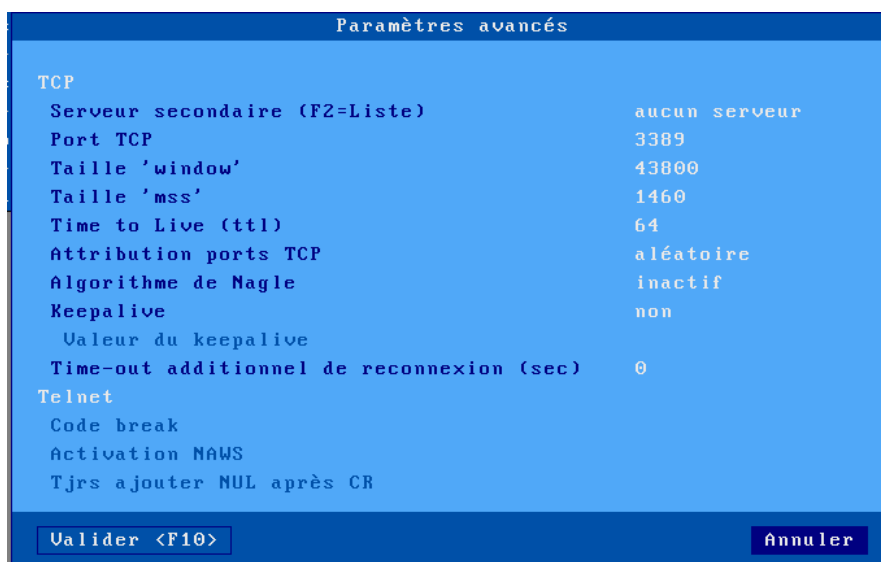 Paramètres avancés
TCP
Serveur secondaire (F2=Liste) aucun serveur
Port TCP 3389
Taille 'window' 43800
Taille 'mss' 1460
Time to Live (ttl) 64
Attribution ports TCP aléatoire
Algorithme de Nagle inactif
Keepalive non
Valeur du keepalive
Time-out additionnel de reconnexion (sec) 0
Telnet
Code break
Activation NAWS
Tjrs ajouter NUL après CR
Valider <F10> Annuler